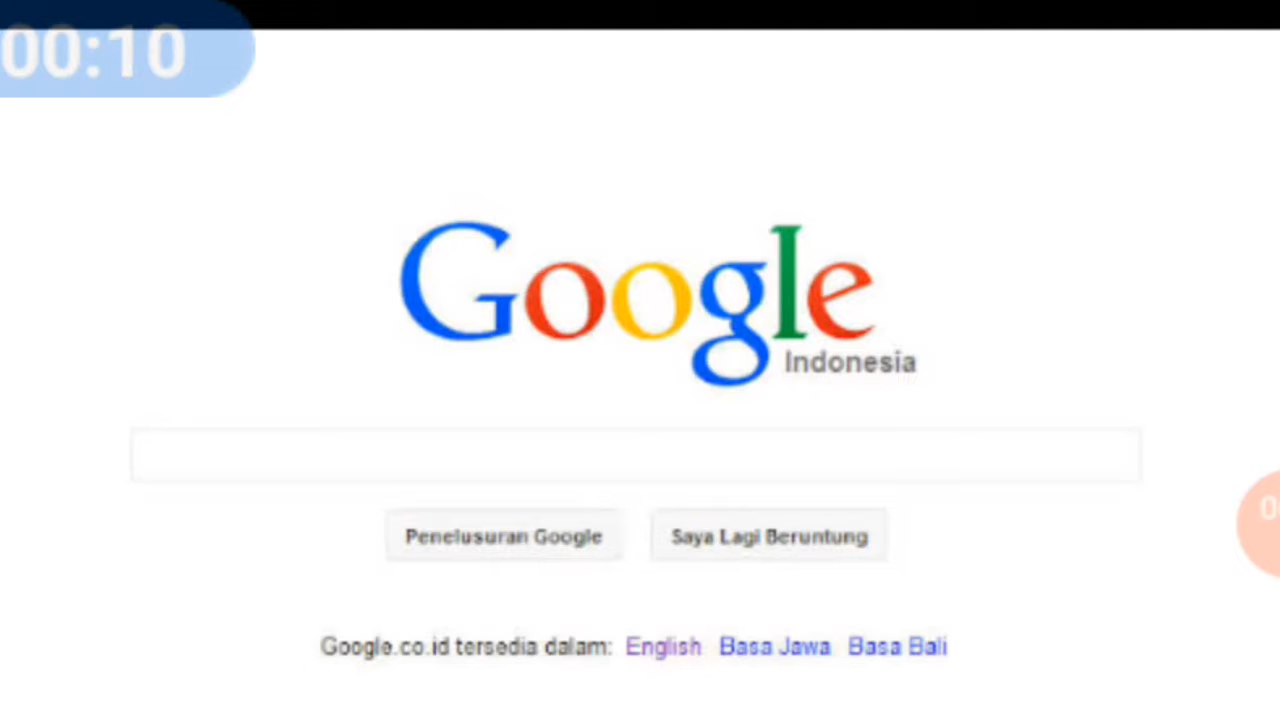 00:10
Google
Indonesia
Penelusuran Google
Saya Lagi Beruntung
Google.co.id tersedia dalam: English Basa Jawa Basa Bali